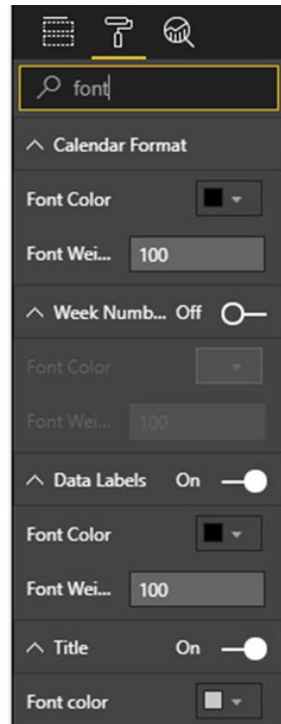 font
Calendar Format
Font Color
Font Wei... 100
Week Numb... Off
Font Color
Font Wei... 100
Data Labels On
Font Color
Font Wei... 100
Title On
Font color